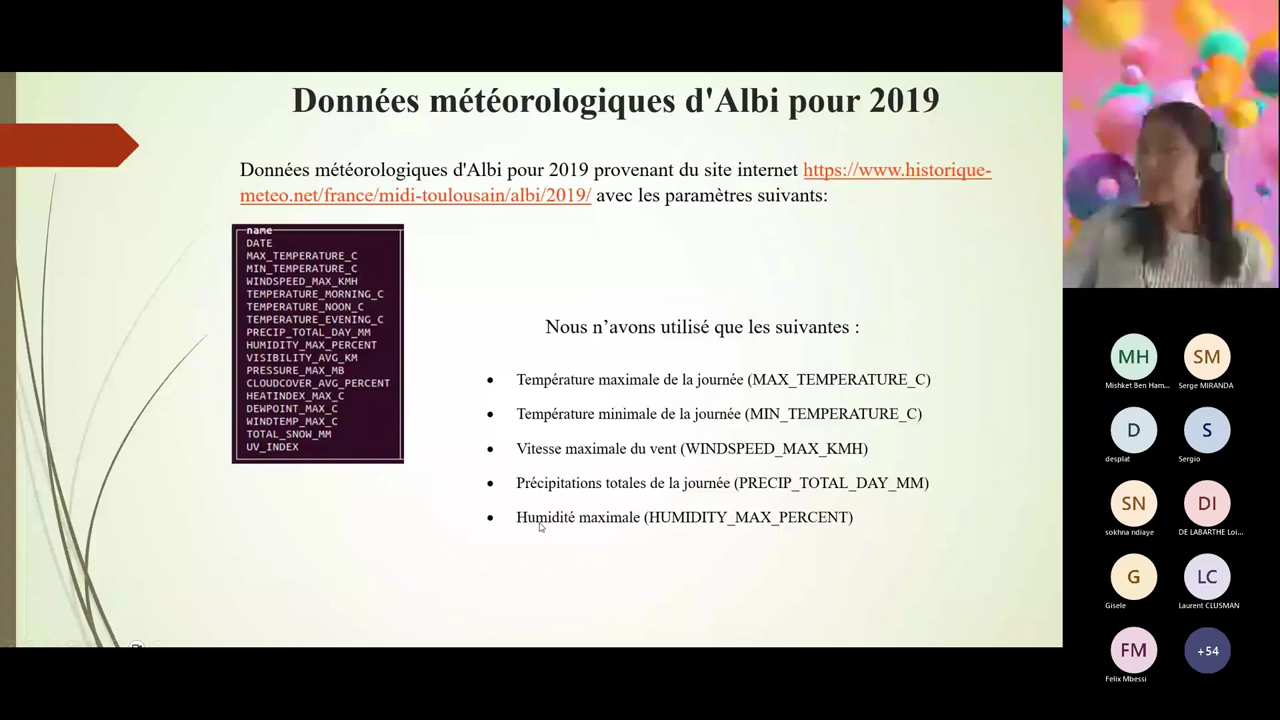 Données météorologiques d'Albi pour 2019
Données météorologiques d'Albi pour 2019 provenant du site internet https://www.historique-
meteo.net/france/midi-toulousain/albi/2019/ avec les paramètres suivants:
name
DATE
MAX_TEMPERATURE_C
MIN_TEMPERATURE_C
WINDSPEED_MAX_KMH
TEMPERATURE_MORNING_C
TEMPERATURE_NOON_C
TEMPERATURE_EVENING_C
PRECIP_TOTAL_DAY_MM
HUMIDITY_MAX_PERCENT
VISIBILITY_AVG_KM
PRESSURE_MAX_MB
CLOUDCOVER_AVG_PERCENT
HEATINDEX_MAX_C
DEWPOINT_MAX_C
WINDTEMP_MAX_C
TOTAL_SNOW_MM
UV_INDEX
Nous n’avons utilisé que les suivantes :
• Température maximale de la journée (MAX_TEMPERATURE_C)
• Température minimale de la journée (MIN_TEMPERATURE_C)
• Vitesse maximale du vent (WINDSPEED_MAX_KMH)
• Précipitations totales de la journée (PRECIP_TOTAL_DAY_MM)
• Humidité maximale (HUMIDITY_MAX_PERCENT)
MH
Mishket Ben Ham...
SM
Serge MIRANDA
D
desplat
S
Sergio
SN
sokhna ndiaye
DI
DE LABARTHE Loi...
G
Gisele
LC
Laurent CLUSMAN
FM
Felix Mbessi
+54